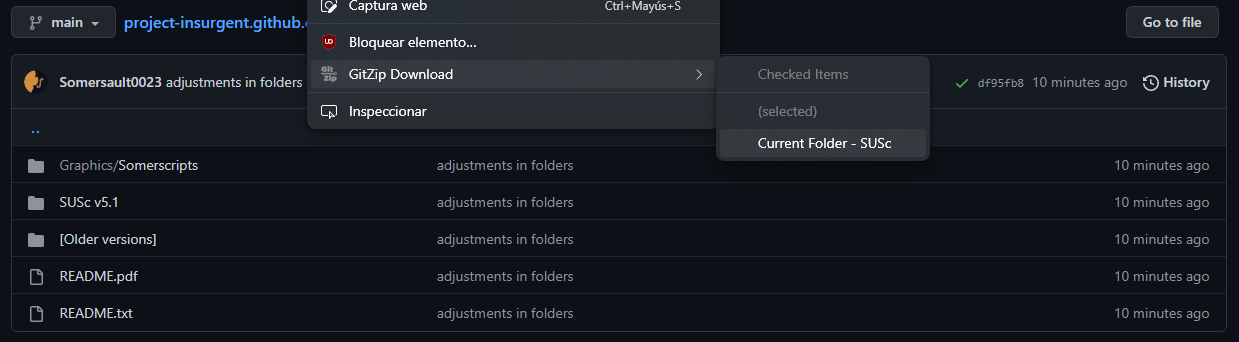 Captura web Ctrl+Mayús+S
main project-insurgent.github. Go to file
Bloquear elemento...
GitZip Download
Somersault0023 adjustments in folders Checked Items df95fb8 10 minutes ago History
Inspeccionar (selected)
..
Current Folder - SUSc
Graphics/Somerscripts adjustments in folders 10 minutes ago
SUSc v5.1 adjustments in folders 10 minutes ago
[Older versions] adjustments in folders 10 minutes ago
README.pdf adjustments in folders 10 minutes ago
README.txt adjustments in folders 10 minutes ago